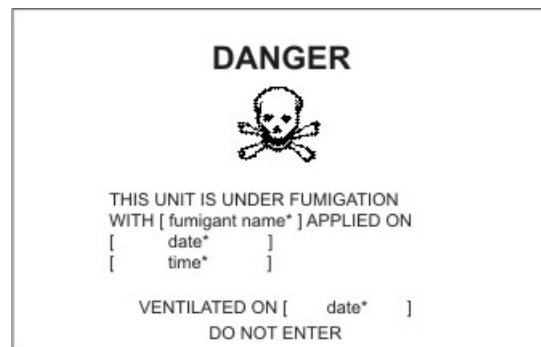 DANGER
THIS UNIT IS UNDER FUMIGATION
WITH [ fumigant name* ] APPLIED ON
[ date* ]
[ time* ]
VENTILATED ON [ date* ]
DO NOT ENTER